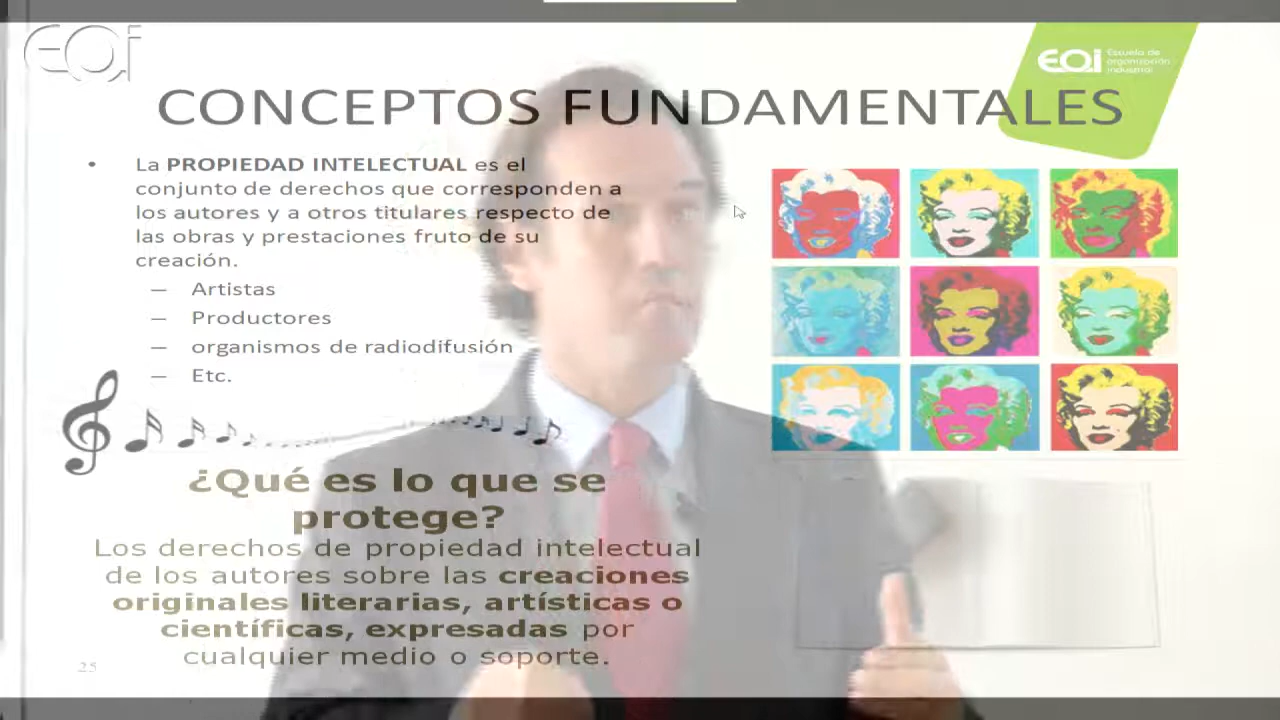 EOi
EOi Escuela de
organización
industrial
CONCEPTOS FUNDAMENTALES
• La PROPIEDAD INTELECTUAL es el
conjunto de derechos que corresponden a
los autores y a otros titulares respecto de
las obras y prestaciones fruto de su
creación.
— Artistas
— Productores
— organismos de radiodifusión
— Etc.
¿Qué es lo que se
protege?
Los derechos de propiedad intelectual
de los autores sobre las creaciones
originales literarias, artísticas o
científicas, expresadas por
cualquier medio o soporte.
25